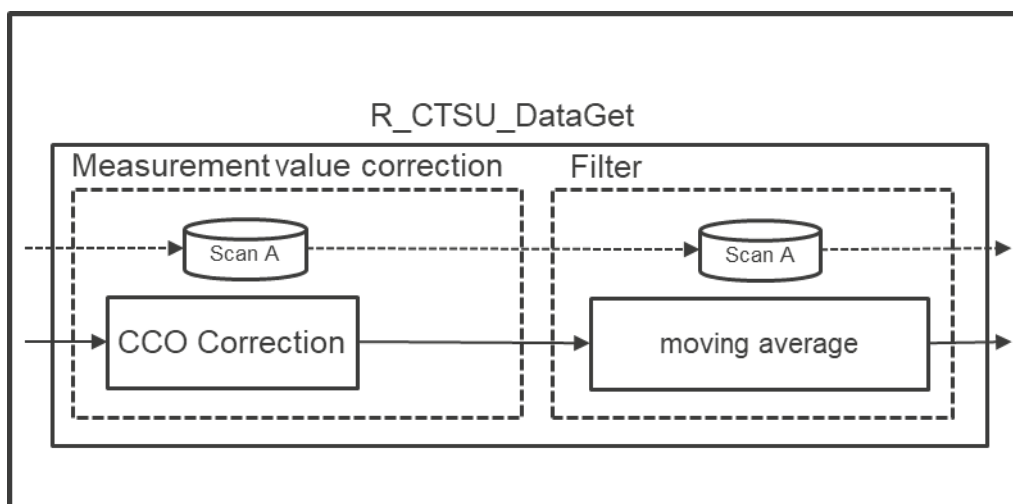 R_CTSU_DataGet
Measurement value correction
Filter
Scan A
Scan A
CCO Correction
moving average